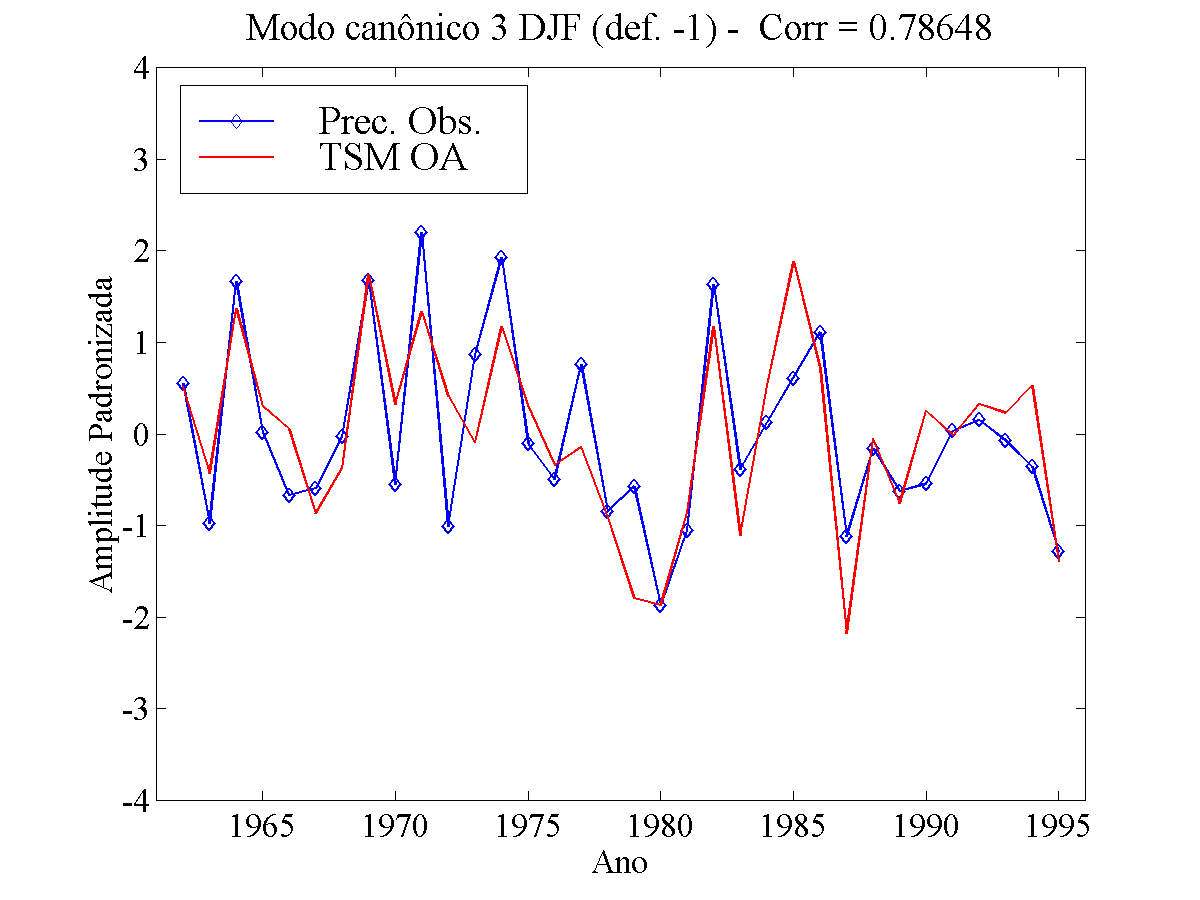 Modo canônico 3 DJF (def. -1) - Corr = 0.78648
4
Prec. Obs.
TSM OA
3
2
1
0
-1
-2
-3
-4
Amplitude Padronizada
1965 1970 1975 1980 1985 1990 1995
Ano